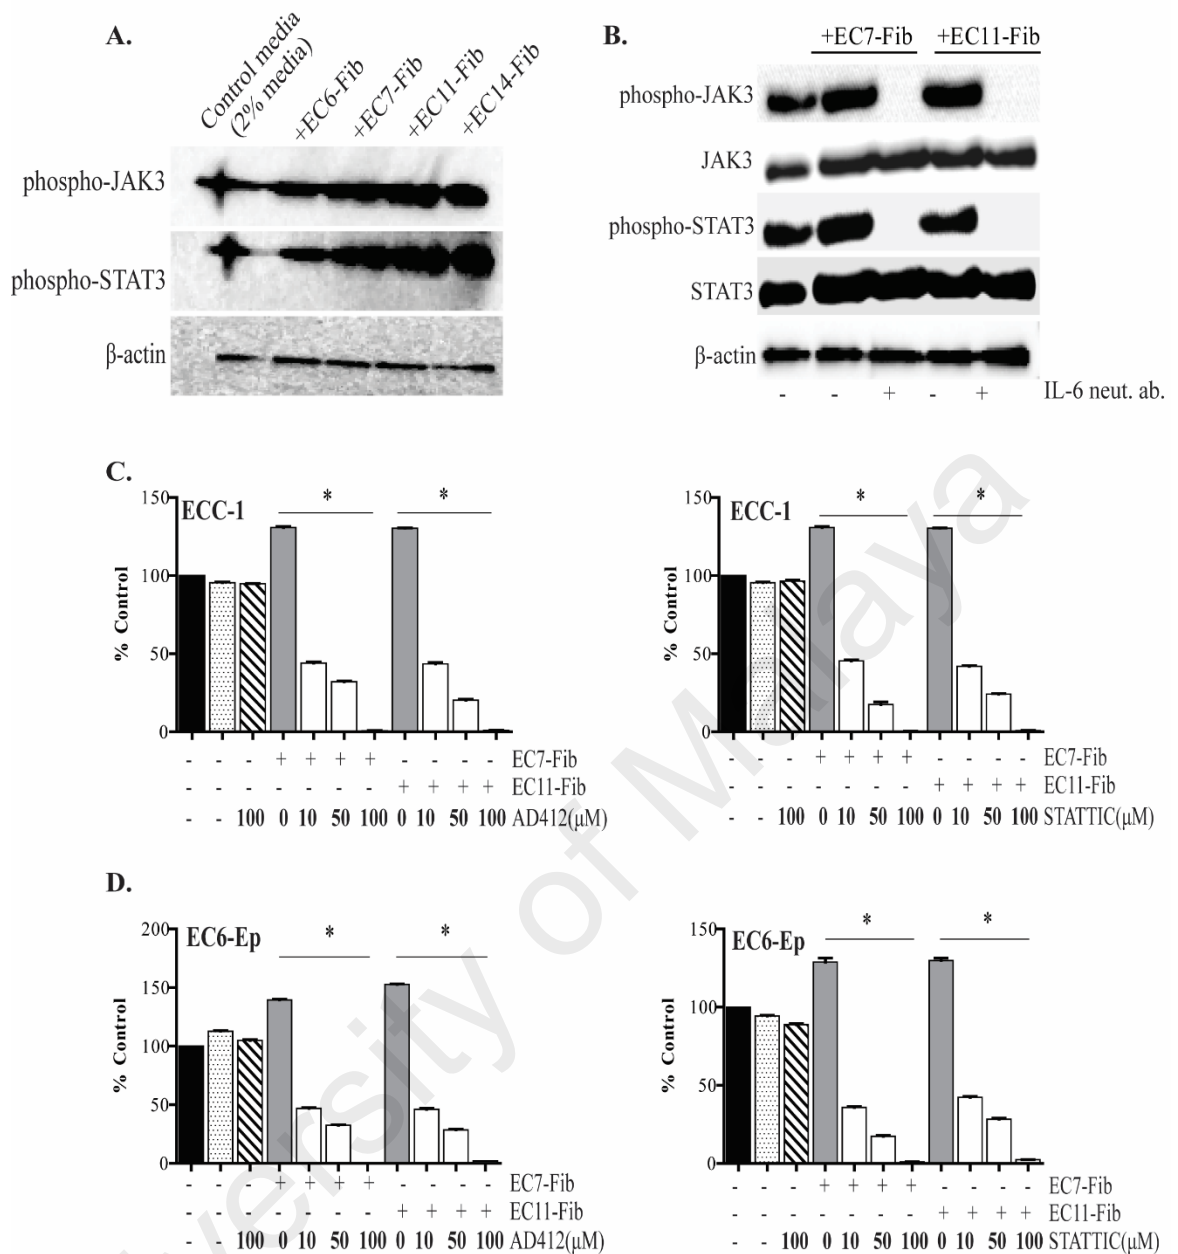 A.
Control media
(2% media)
+EC6-Fib
+EC7-Fib
+EC11-Fib
+EC14-Fib
phospho-JAK3
phospho-STAT3
β-actin
B.
+EC7-Fib +EC11-Fib
phospho-JAK3
JAK3
phospho-STAT3
STAT3
β-actin
- - + - + IL-6 neut. ab.
C.
ECC-1
% Control
150
100
50
0
* *
- - - + + + + EC7-Fib
- - - + + + + EC11-Fib
- - 100 0 10 50 100 0 10 50 100 AD412(μM)
ECC-1
% Control
150
100
50
0
* *
- - - + + + + EC7-Fib
- - - + + + + EC11-Fib
- - 100 0 10 50 100 0 10 50 100 STATTIC(μM)
D.
EC6-Ep
% Control
200
150
100
50
0
* *
- - - + + + + EC7-Fib
- - - + + + + EC11-Fib
- - 100 0 10 50 100 0 10 50 100 AD412(μM)
EC6-Ep
% Control
150
100
50
0
* *
- - - + + + + EC7-Fib
- - - + + + + EC11-Fib
- - 100 0 10 50 100 0 10 50 100 STATTIC(μM)
versity of Malaya